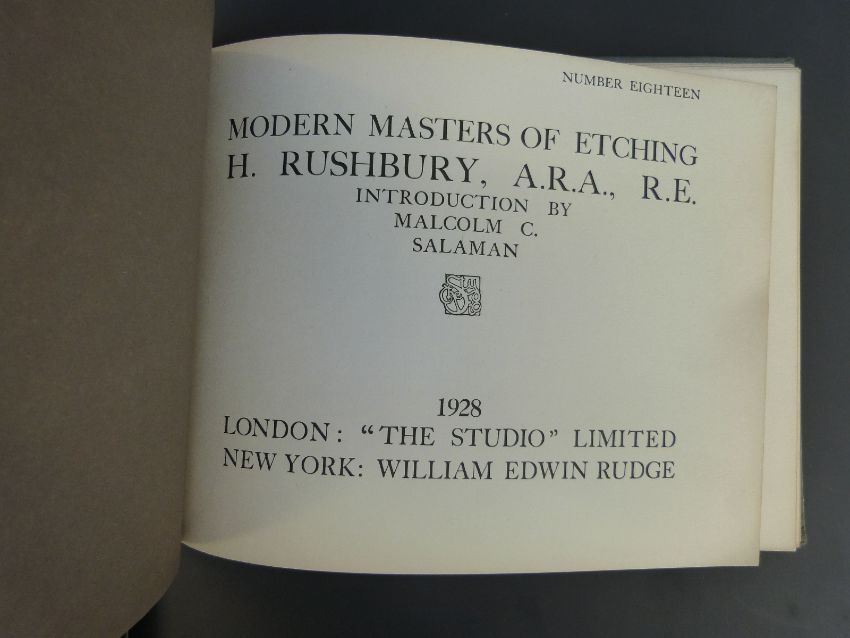 NUMBER EIGHTEEN
MODERN MASTERS OF ETCHING
H. RUSHBURY, A.R.A., R.E.
INTRODUCTION BY
MALCOLM C.
SALAMAN
1928
LONDON: "THE STUDIO" LIMITED
NEW YORK: WILLIAM EDWIN RUDGE